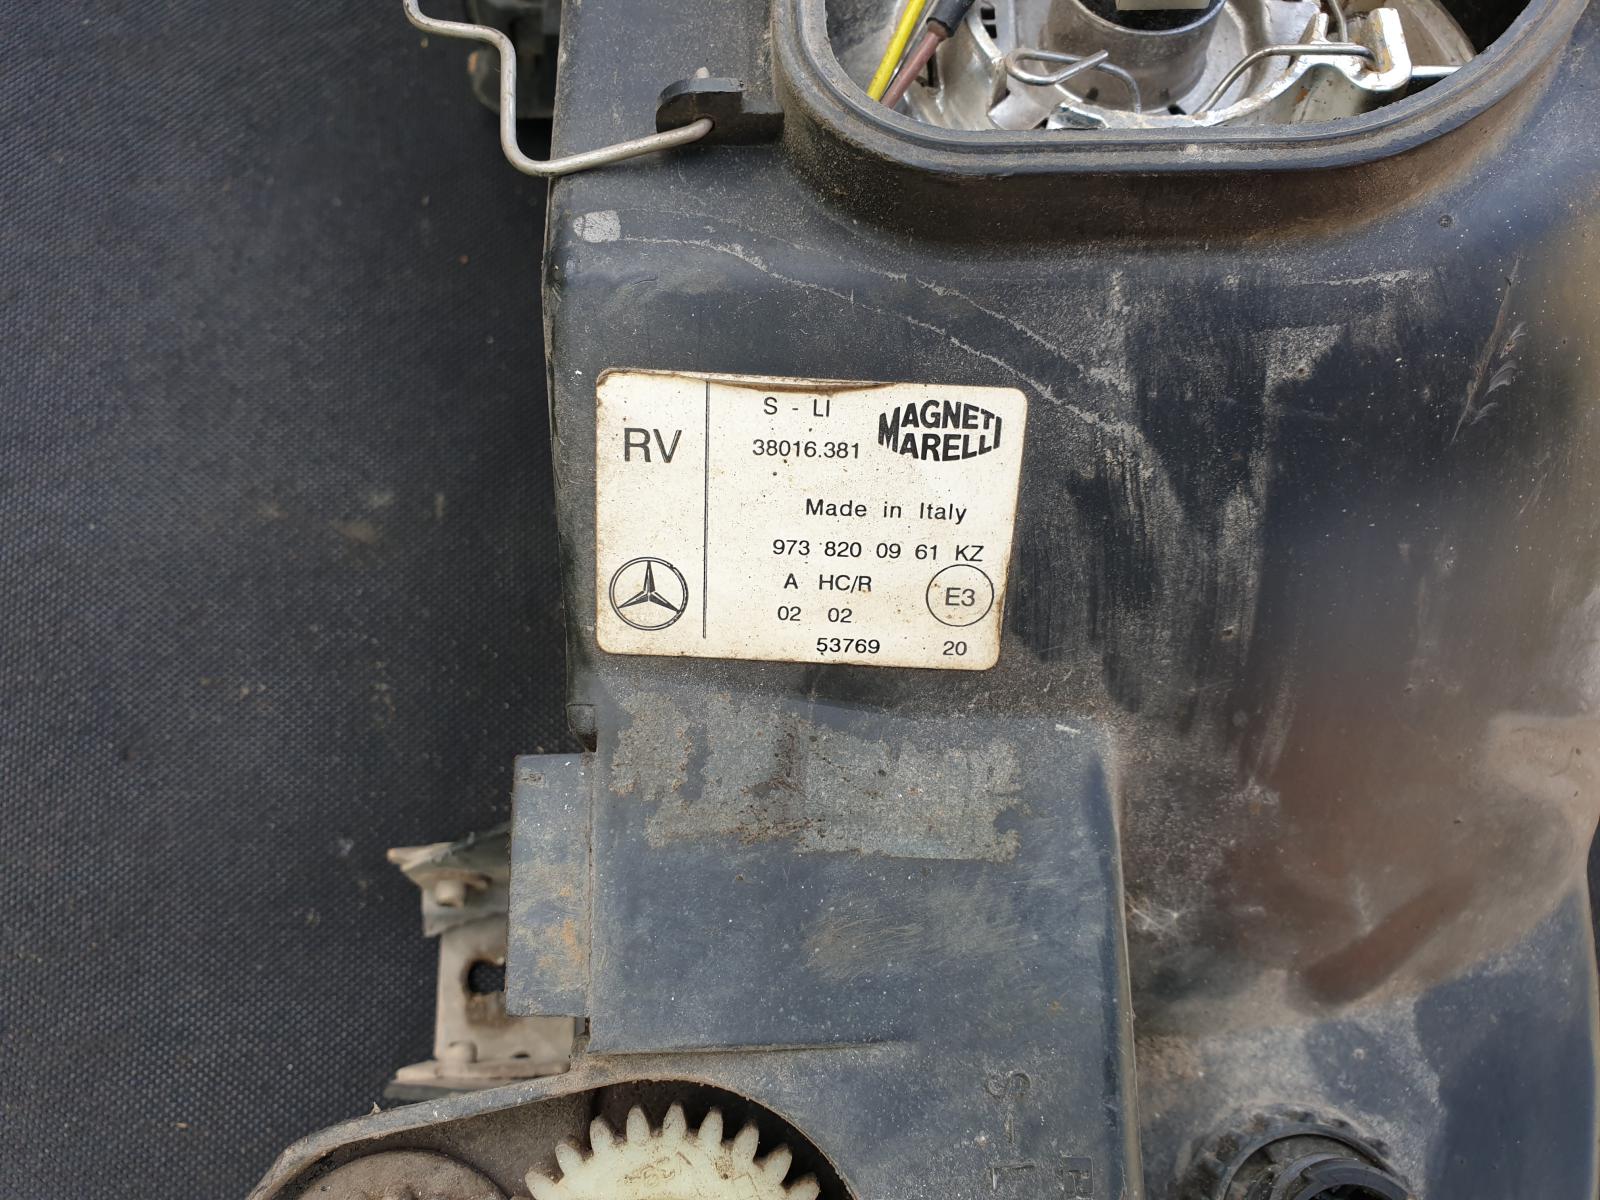 S - LI
MAGNETI
MARELLI
RV
38016.381
Made in Italy
973 820 09 61 KZ
A HC/R
E3
02 02
53769 20